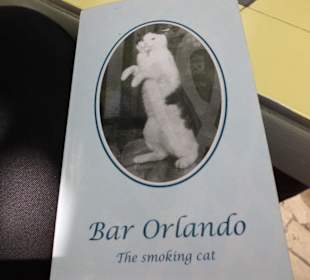 Bar Orlando
The smoking cat